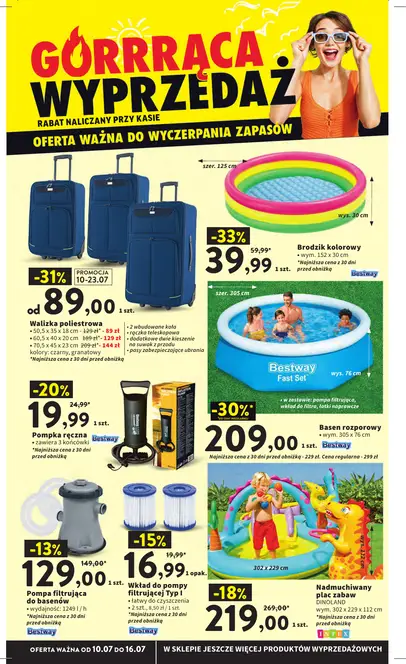 GÓRRRĄCA
WYPRZEDAŻ
RABAT NALICZANY PRZY KASIE
OFERTA WAŻNA DO WYCZERPANIA ZAPASÓW
-31%
PROMOCJA
10-23.07
od 89,00
1 szt.
Walizka poliestrowa
• 50,5 x 35 x 18 cm - 129 zł* - 89 zł
• 60,5 x 40 x 20 cm - 199 zł* - 129 zł
• 70,5 x 45 x 23 cm - 209 zł* - 144 zł
kolory: czarny, granatowy
*Najniższa cena z 30 dni przed obniżką
• 2 wbudowane koła
• rączka teleskopowa
• dodatkowe dwie kieszenie
na suwak z przodu
• pasy zabezpieczające ubrania
szer. 125 cm
wys. 30 cm
-33%
59,99*
39,99
1 szt.
Brodzik kolorowy
• wym. 152 x 30 cm
*Najniższa cena z 30 dni
przed obniżką
Bestway
szer. 305 cm
Bestway
Fast Set
wys. 76 cm
• w zestawie: pompa filtrująca,
wkład do filtra, łatki naprawcze
-30%*
209,00
1 szt.
Basen rozporowy
• wym. 305 x 76 cm
Najniższa cena z 30 dni przed obniżką - 229 zł. Cena regularna - 299 zł
Bestway
-20%
24,99*
19,99
1 szt.
Pompka ręczna
• zawiera 3 końcówki
*Najniższa cena z 30 dni
przed obniżką
Bestway
-13%
149,00*
129,00
1 szt.
Pompa filtrująca
do basenów
• wydajność: 1249 l / h
*Najniższa cena z 30 dni
przed obniżką
Bestway
-15%
19,99*
16,99
1 opak.
Wkład do pompy
filtrującej Typ I
• łatwy do czyszczenia
• 2 szt., 8,50 zł / 1 szt
*Najniższa cena z 30 dni
przed obniżką
Bestway
302 x 229 cm
-18%
269,00*
219,00
1 szt.
Nadmuchiwany
plac zabaw
DINOLAND
wym. 302 x 229 x 112 cm
*Najniższa cena z 30 dni
przed obniżką
INTEX
OFERTA WAŻNA OD 10.07 DO 16.07
W SKLEPIE JESZCZE WIĘCEJ PRODUKTÓW WYPRZEDAŻOWYCH